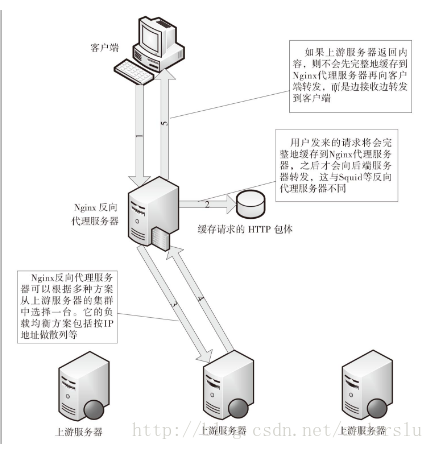 客户端
如果上游服务器返回内
容，则不会先完整地缓存到
Nginx代理服务器再向客户
端转发，而是边接收边转发
到客户端
1
5
用户发来的请求将会完
整地缓存到Nginx代理服务
器，之后才会向后端服务
器转发，这与Squid等反向
代理服务器不同
Nginx 反向
代理服务器
2
缓存请求的 HTTP 包体
Nginx反向代理服务
器可以根据多种方案
从上游服务器的集群
中选择一台。它的负
载均衡方案包括按IP
地址做散列等
3
4
上游服务器
上游服务器
上游服务器